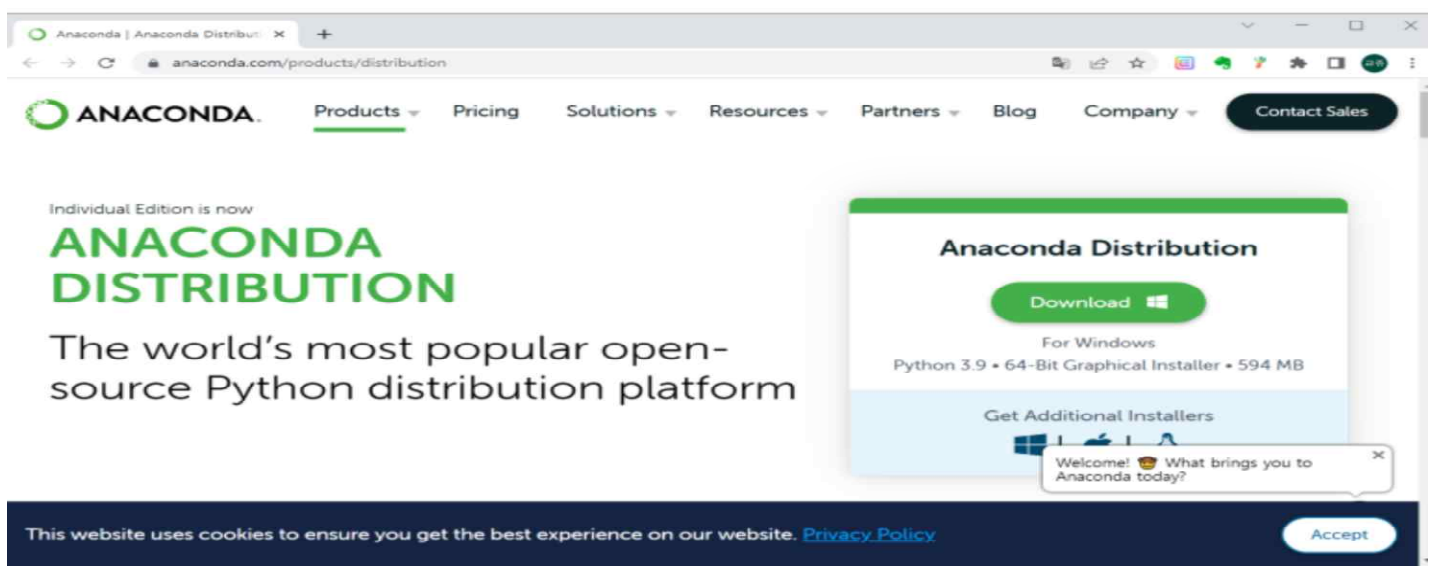 Anaconda | Anaconda Distribut
anaconda.com/products/distribution
ANACONDA.
Products
Pricing
Solutions
Resources
Partners
Blog
Company
Contact Sales
Individual Edition is now
ANACONDA
DISTRIBUTION
The world's most popular open-
source Python distribution platform
Anaconda Distribution
Download
For Windows
Python 3.9 • 64-Bit Graphical Installer • 594 MB
Get Additional Installers
Welcome! 🤠 What brings you to
Anaconda today?
This website uses cookies to ensure you get the best experience on our website. Privacy Policy
Accept